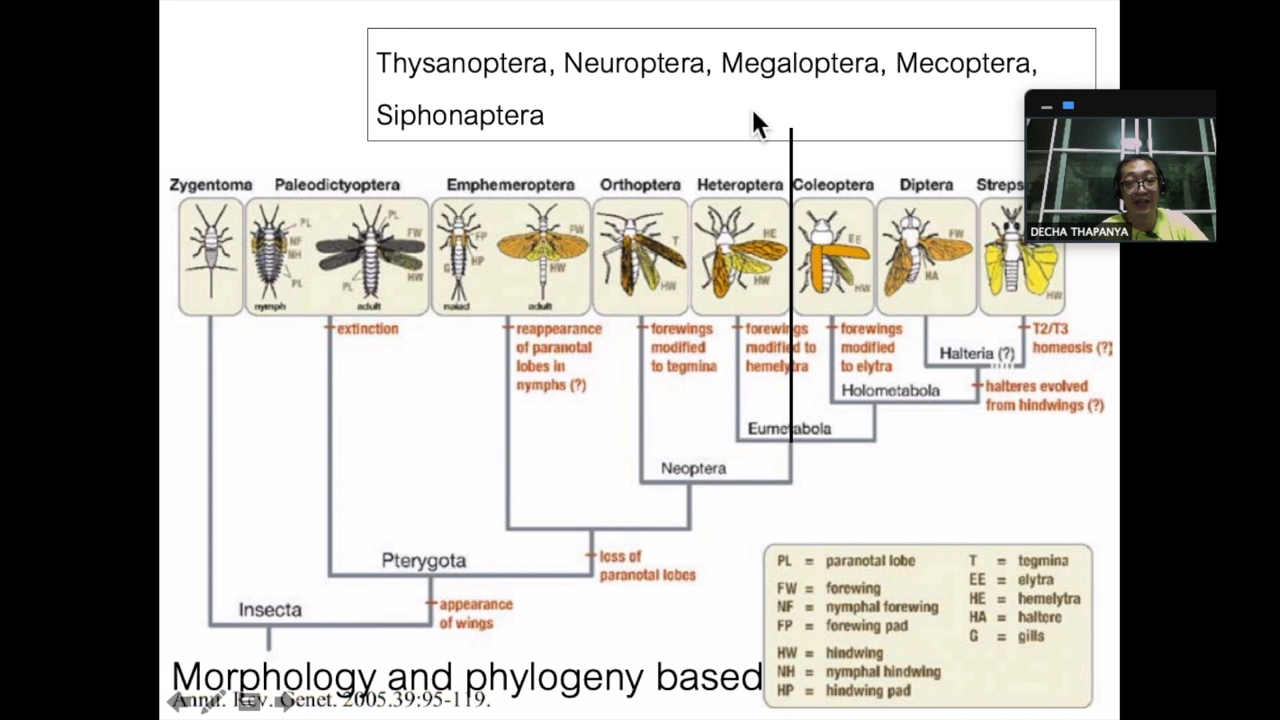 Thysanoptera, Neuroptera, Megaloptera, Mecoptera,
Siphonaptera
DECHA THAPANYA
Zygentoma Paleodictyoptera Emphemeroptera Orthoptera Heteroptera Coleoptera Diptera Streps
PL
NF
NH
PL
nymph
PL
FW
HW
PL
adult
FP
HP
G
naiad
FW
HW
adult
T
HW
HE
HW
EE
HW
FW
HA
HW
extinction
reappearance
of paranotal
lobes in
nymphs (?)
forewings
modified
to tegmina
forewings
modified to
hemelytra
forewings
modified
to elytra
T2/T3
homeosis (?)
Halteria (?)
halteres evolved
from hindwings (?)
Holometabola
Eumetabola
Neoptera
loss of
paranotal lobes
Pterygota
appearance
of wings
Insecta
PL = paranotal lobe
FW = forewing
NF = nymphal forewing
FP = forewing pad
HW = hindwing
NH = nymphal hindwing
HP = hindwing pad
T = tegmina
EE = elytra
HE = hemelytra
HA = haltere
G = gills
Morphology and phylogeny based
Annu. Rev. Genet. 2005.39:95-119.